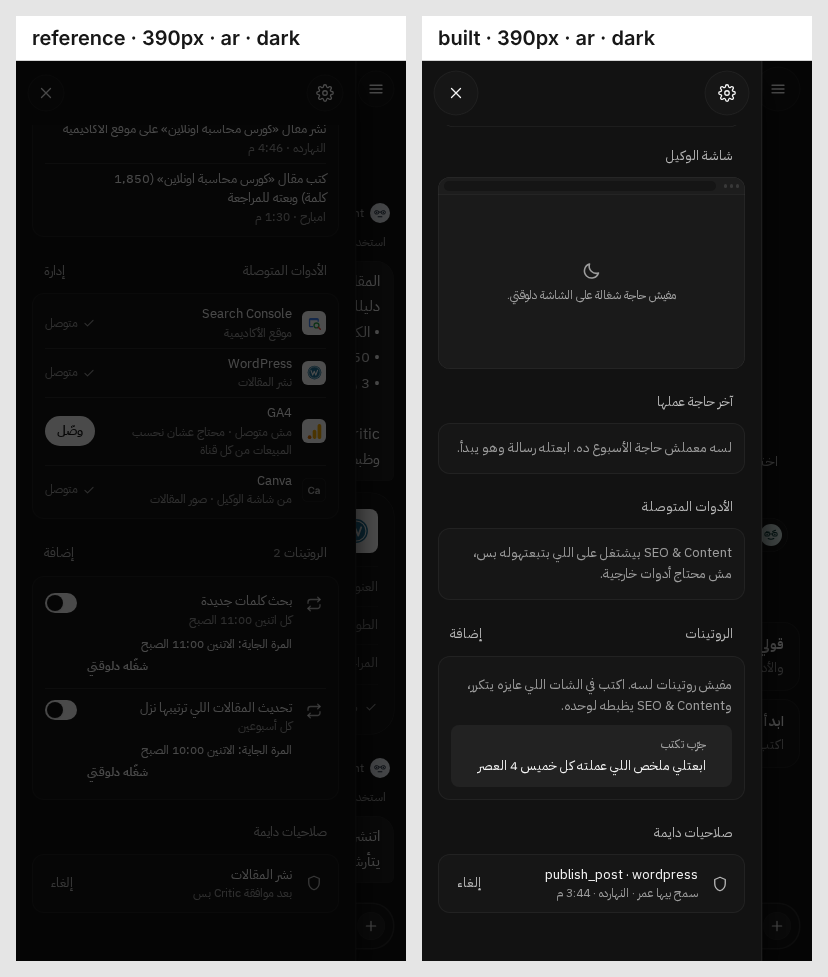 reference · 390px · ar · dark
نشر مقال «كورس محاسبة اونلاين» على موقع الأكاديمية
النهارده · 4:46 م
كتب مقال «كورس محاسبة اونلاين» (1,850
كلمة) وبعته للمراجعة
امبارح · 1:30 م
الأدوات المتوصلة
إدارة
Search Console
موقع الأكاديمية
متوصل
WordPress
نشر المقالات
متوصل
GA4
مش متوصل · محتاج عشان نحسب
المبيعات من كل قناة
وصّل
Canva
من شاشة الوكيل · صور المقالات
متوصل
Ca
الروتينات 2
إضافة
بحث كلمات جديدة
كل اتنين 11:00 الصبح
المرة الجاية: الاتنين 11:00 الصبح
شغّله دلوقتي
تحديث المقالات اللي ترتيبها نزل
كل أسبوعين
المرة الجاية: الاتنين 10:00 الصبح
شغّله دلوقتي
صلاحيات دايمة
نشر المقالات
بعد موافقة Critic بس
إلغاء
built · 390px · ar · dark
شاشة الوكيل
مفيش حاجة شغالة على الشاشة دلوقتي.
آخر حاجة عملها
لسه معملش حاجة الأسبوع ده. ابعتله رسالة وهو يبدأ.
الأدوات المتوصلة
SEO & Content بيشتغل على اللي بتبعتهوله بس،
مش محتاج أدوات خارجية.
الروتينات
إضافة
مفيش روتينات لسه. اكتب في الشات اللي عايزه يتكرر،
وSEO & Content يظبطه لوحده.
جرّب تكتب
ابعتلي ملخص اللي عملته كل خميس 4 العصر
صلاحيات دايمة
publish_post · wordpress
سمح بيها عمر · النهارده · 3:44 م
إلغاء